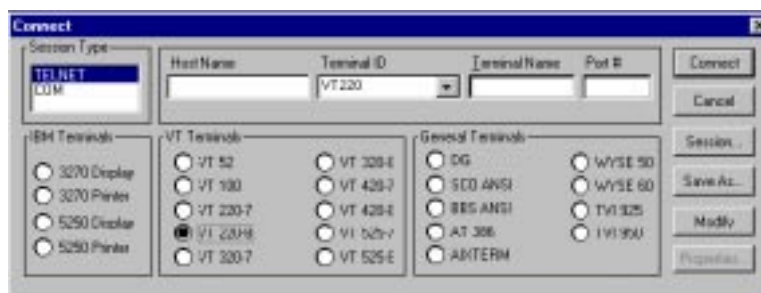 Connect
Session Type
TELNET
COM
Host Name
Terminal ID
VT220
Terminal Name
Port #
Connect
Cancel
Session...
Save As...
Modify
Properties...
IBM Terminals
3270 Display
3270 Printer
5250 Display
5250 Printer
VT Terminals
VT 52
VT 100
VT 220-7
VT 220-8
VT 320-7
VT 320-8
VT 420-7
VT 420-8
VT 525-7
VT 525-8
General Terminals
DG
SCO ANSI
BBS ANSI
AT 386
AIXTERM
WYSE 50
WYSE 60
TVI 925
TVI 950